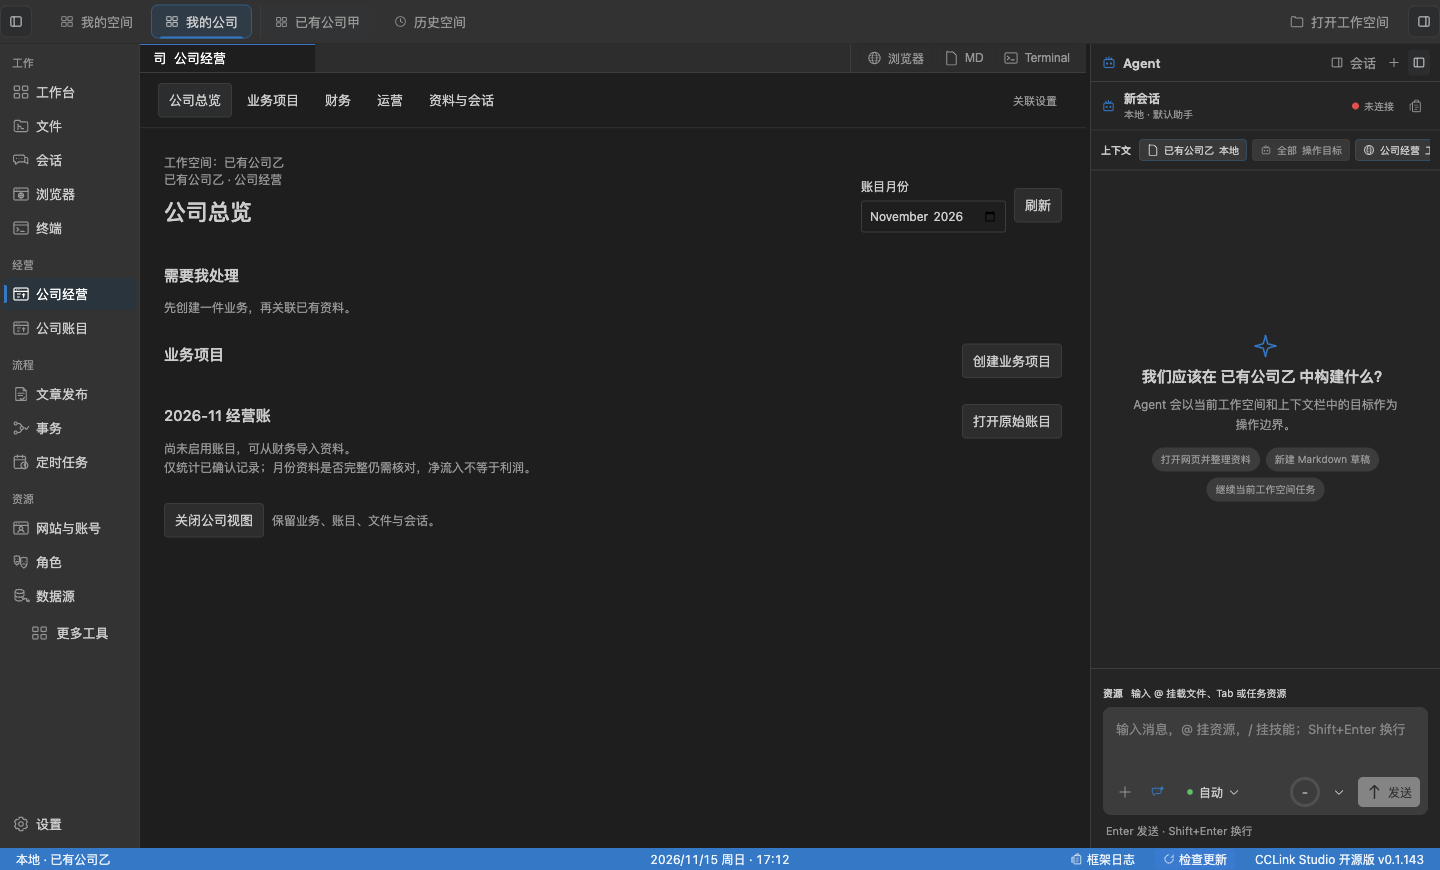 我的空间
我的公司
已有公司甲
历史空间
打开工作空间
工作
工作台
文件
会话
浏览器
终端
经营
公司经营
公司账目
流程
文章发布
事务
定时任务
资源
网站与账号
角色
数据源
更多工具
设置
司 公司经营
浏览器
MD
Terminal
公司总览
业务项目
财务
运营
资料与会话
关联设置
工作空间：已有公司乙
已有公司乙 · 公司经营
公司总览
账目月份
November 2026
刷新
需要我处理
先创建一件业务，再关联已有资料。
业务项目
创建业务项目
2026-11 经营账
打开原始账目
尚未启用账目，可从财务导入资料。
仅统计已确认记录；月份资料是否完整仍需核对，净流入不等于利润。
关闭公司视图
保留业务、账目、文件与会话。
Agent
会话
新会话
本地 · 默认助手
未连接
上下文
已有公司乙 本地
全部 操作目标
公司经营
我们应该在 已有公司乙 中构建什么?
Agent 会以当前工作空间和上下文栏中的目标作为
操作边界。
打开网页并整理资料
新建 Markdown 草稿
继续当前工作空间任务
资源 输入 @ 挂载文件、Tab 或任务资源
输入消息，@ 挂资源，/ 挂技能；Shift+Enter 换行
自动
-
发送
Enter 发送 · Shift+Enter 换行
本地 · 已有公司乙
2026/11/15 周日 · 17:12
框架日志
检查更新
CCLink Studio 开源版 v0.1.143